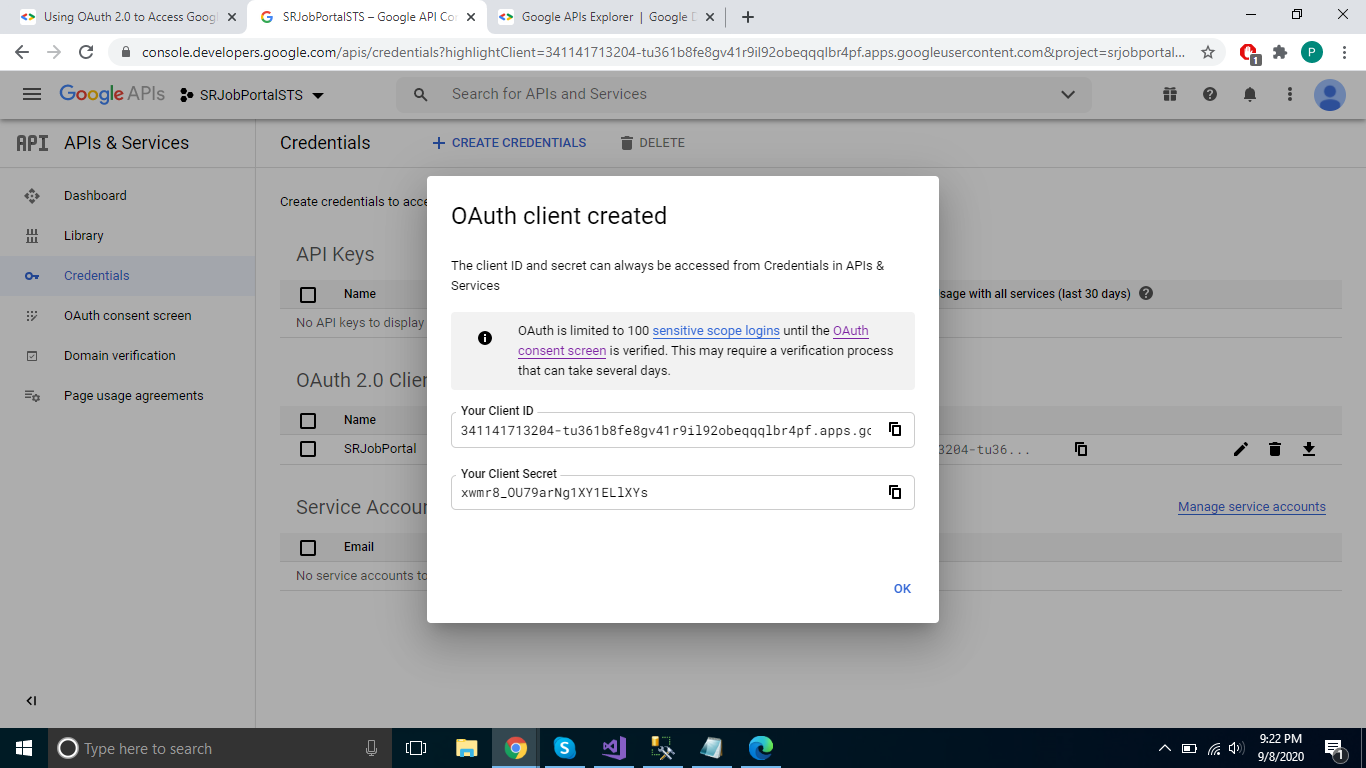 Using OAuth 2.0 to Access Googl
SRJobPortalSTS – Google API Con
Google APIs Explorer | Google D
console.developers.google.com/apis/credentials?highlightClient=341141713204-tu361b8fe8gv41r9il92obeqqqlbr4pf.apps.googleusercontent.com&project=srjobportal...
1
P
Google APIs
SRJobPortalSTS
Search for APIs and Services
API
APIs & Services
Credentials
CREATE CREDENTIALS
DELETE
Dashboard
Library
Credentials
OAuth consent screen
Domain verification
Page usage agreements
Create credentials to acce
API Keys
Name
sage with all services (last 30 days)
No API keys to display
OAuth 2.0 Clien
Name
SRJobPortal
3204-tu36...
Service Accoun
Manage service accounts
Email
No service accounts to
OAuth client created
The client ID and secret can always be accessed from Credentials in APIs &
Services
OAuth is limited to 100 sensitive scope logins until the OAuth
consent screen is verified. This may require a verification process
that can take several days.
Your Client ID
341141713204-tu361b8fe8gv41r9il92obeqqqlbr4pf.apps.go
Your Client Secret
xwmr8_OU79arNg1XY1ELlXYs
OK
Type here to search
9:22 PM
9/8/2020
1